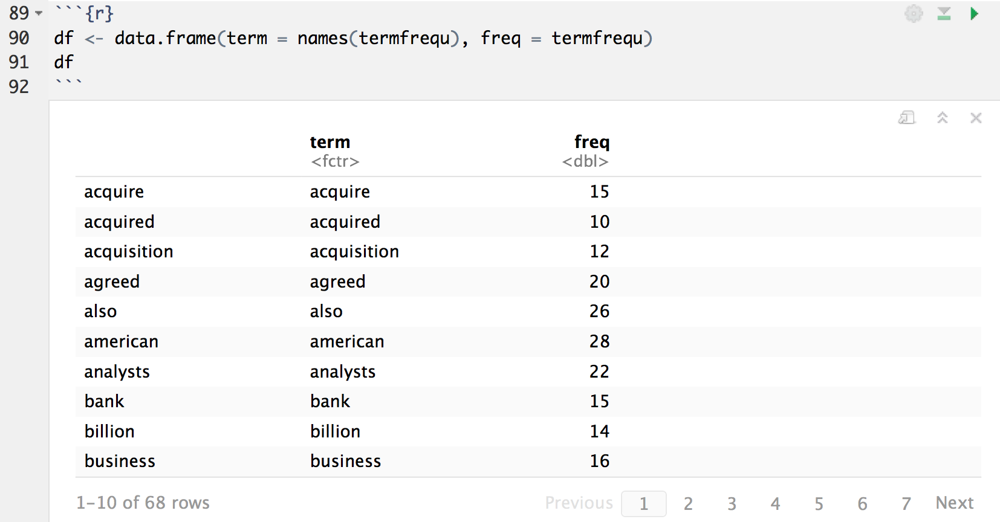 89 ```{r}
90 df <- data.frame(term = names(termfrequ), freq = termfrequ)
91 df
92 ```
term freq
<fctr> <dbl>
acquire acquire 15
acquired acquired 10
acquisition acquisition 12
agreed agreed 20
also also 26
american american 28
analysts analysts 22
bank bank 15
billion billion 14
business business 16
1–10 of 68 rows Previous 1 2 3 4 5 6 7 Next